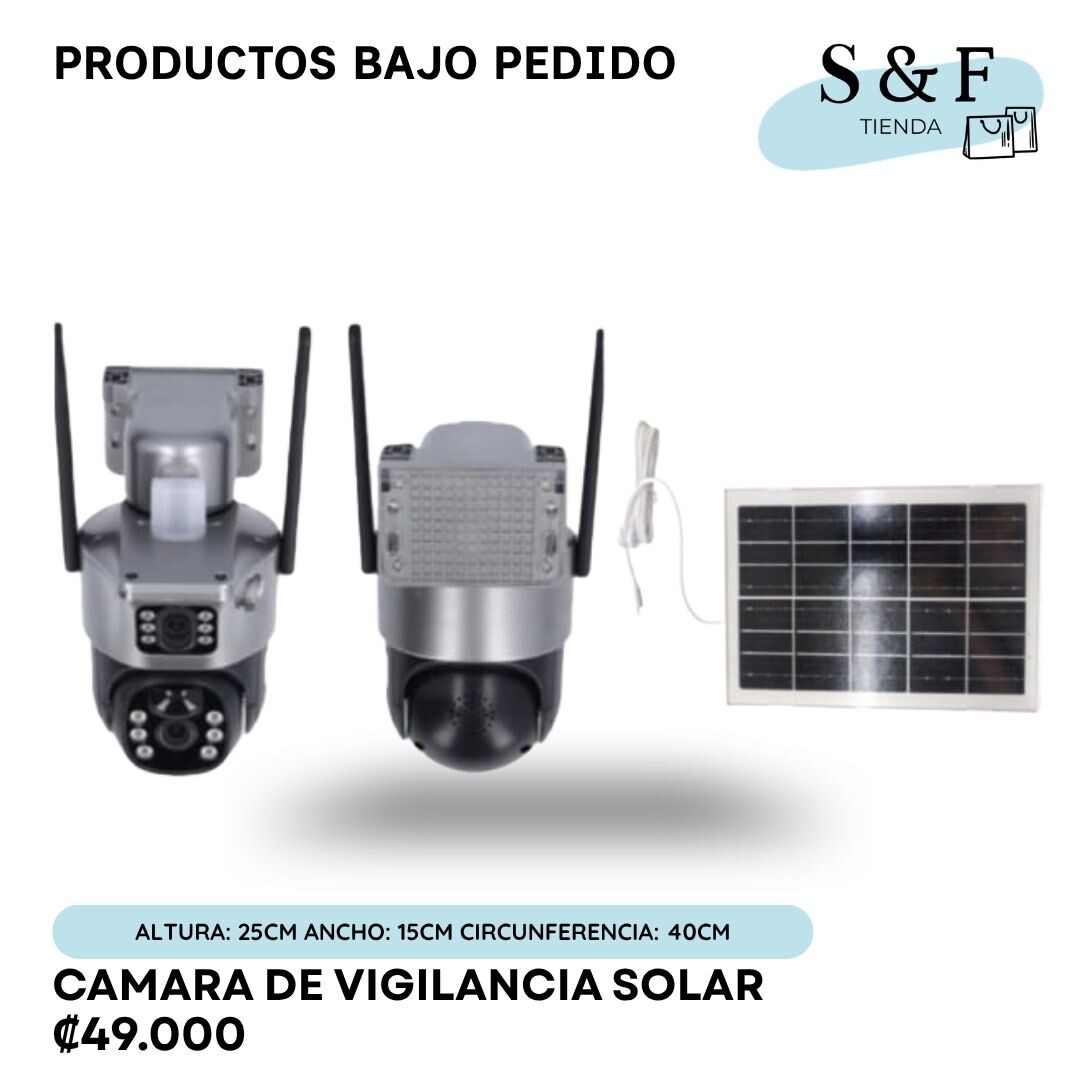 PRODUCTOS BAJO PEDIDO
S & F
TIENDA
ALTURA: 25CM ANCHO: 15CM CIRCUNFERENCIA: 40CM
CAMARA DE VIGILANCIA SOLAR
₡49.000